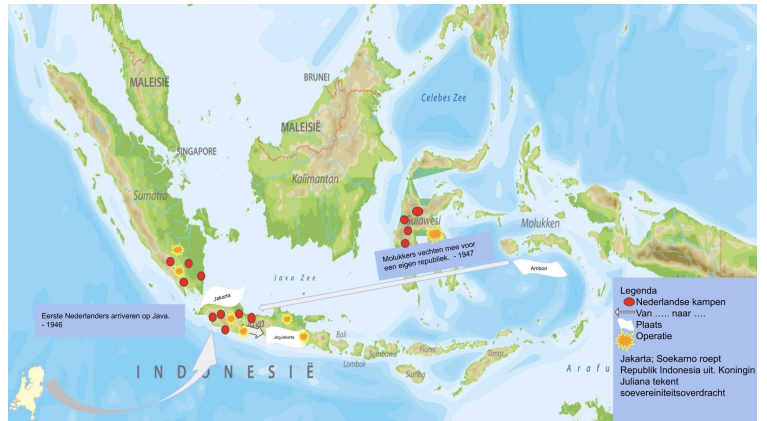 MALEISIË
BRUNEI
Celebes Zee
MALEISIË
SINGAPORE
Kalimantan
Sumatra
Sulawesi
Molukken
Molukkers vechten mee voor
een eigen republiek. - 1947
Ambon
Java Zee
Jakarta
Eerste Nederlanders arriveren op Java.
- 1946
Jogjakarta
Bali
Lombok
Sumbawa
Flores
Sumba
Timor
INDONESIË
Arafu
Legenda
Nederlandse kampen
Van ..... naar ....
Plaats
Operatie
Jakarta; Soekarno roept
Republik Indonesia uit. Koningin
Juliana tekent
soevereiniteitsoverdracht